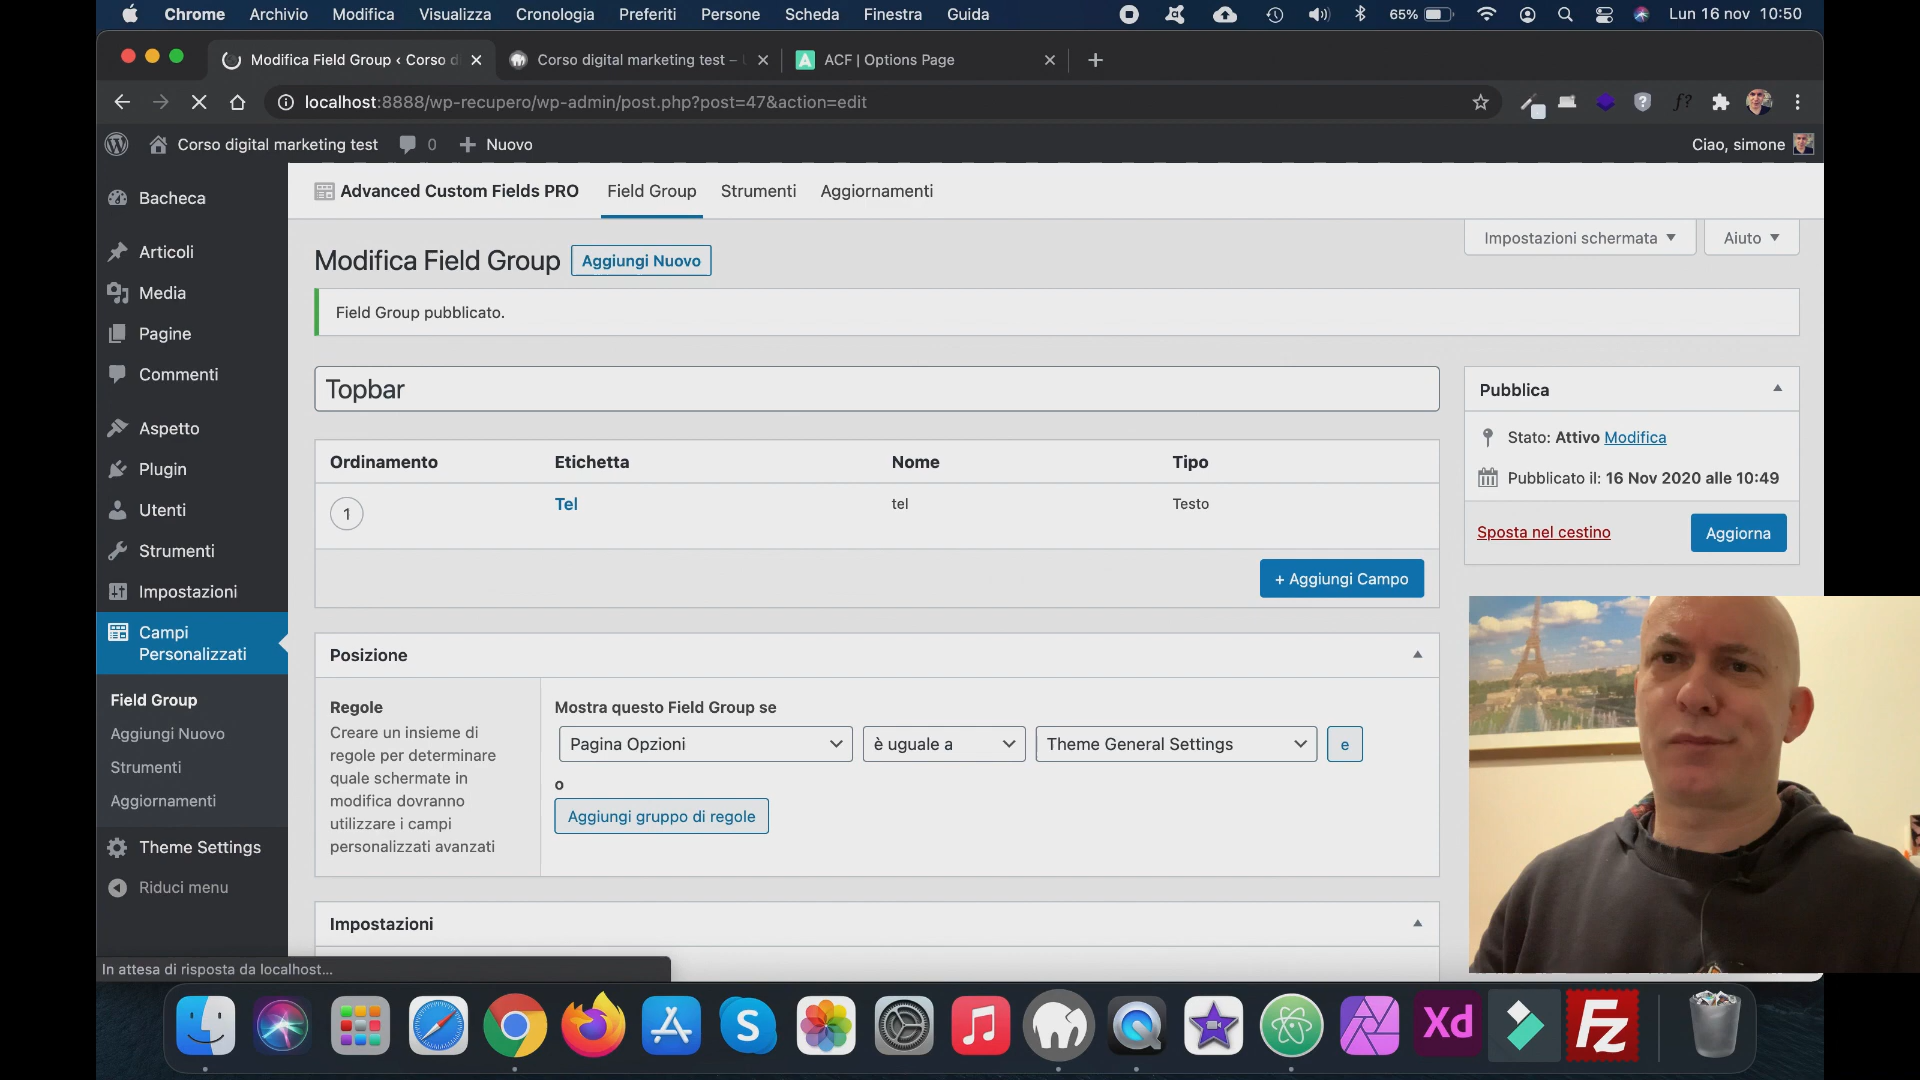 Chrome Archivio Modifica Visualizza Cronologia Preferiti Persone Scheda Finestra Guida 65% Lun 16 nov 10:50
Modifica Field Group ‹ Corso d
Corso digital marketing test –
ACF | Options Page
localhost:8888/wp-recupero/wp-admin/post.php?post=47&action=edit
f?
Corso digital marketing test 0 Nuovo Ciao, simone
Bacheca
Articoli
Media
Pagine
Commenti
Aspetto
Plugin
Utenti
Strumenti
Impostazioni
Campi
Personalizzati
Field Group
Aggiungi Nuovo
Strumenti
Aggiornamenti
Theme Settings
Riduci menu
Advanced Custom Fields PRO Field Group Strumenti Aggiornamenti
Impostazioni schermata Aiuto
Modifica Field Group Aggiungi Nuovo
Field Group pubblicato.
Topbar
Ordinamento Etichetta Nome Tipo
1 Tel tel Testo
+ Aggiungi Campo
Posizione
Regole
Creare un insieme di
regole per determinare
quale schermate in
modifica dovranno
utilizzare i campi
personalizzati avanzati
Mostra questo Field Group se
Pagina Opzioni è uguale a Theme General Settings e
o
Aggiungi gruppo di regole
Impostazioni
Pubblica
Stato: Attivo Modifica
Pubblicato il: 16 Nov 2020 alle 10:49
Sposta nel cestino Aggiorna
In attesa di risposta da localhost...
S
Xd
Fz